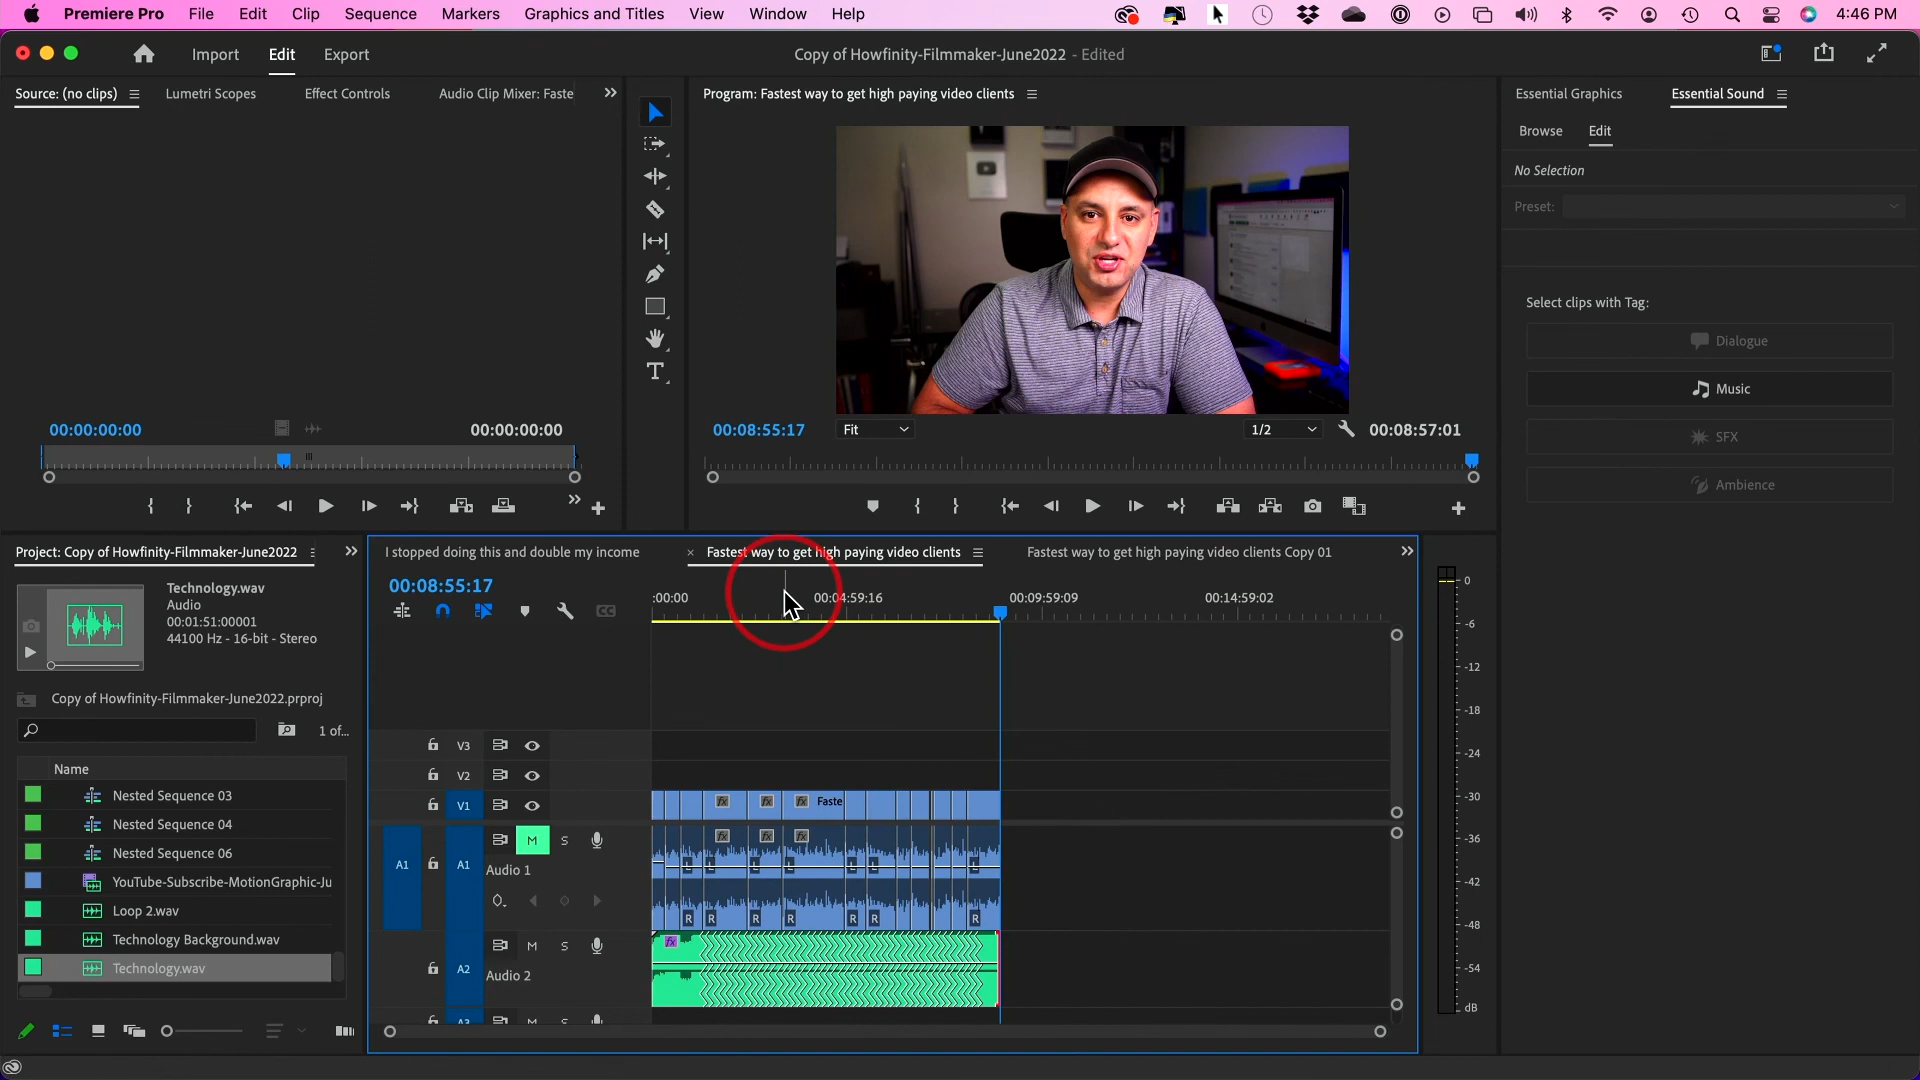 Premiere Pro File Edit Clip Sequence Markers Graphics and Titles View Window Help 4:46 PM
Import Edit Export Copy of Howfinity-Filmmaker-June2022 - Edited
Source: (no clips) Lumetri Scopes Effect Controls Audio Clip Mixer: Faste
Program: Fastest way to get high paying video clients
Essential Graphics Essential Sound
Browse Edit
No Selection
Preset:
Select clips with Tag:
Dialogue
Music
SFX
Ambience
00:00:00:00 00:00:00:00
00:08:55:17 Fit 1/2 00:08:57:01
Project: Copy of Howfinity-Filmmaker-June2022
Technology.wav
Audio
00:01:51:00001
44100 Hz - 16-bit - Stereo
Copy of Howfinity-Filmmaker-June2022.prproj
1 of...
Name
Nested Sequence 03
Nested Sequence 04
Nested Sequence 06
YouTube-Subscribe-MotionGraphic-Ju
Loop 2.wav
Technology Background.wav
Technology.wav
I stopped doing this and double my income × Fastest way to get high paying video clients Fastest way to get high paying video clients Copy 01
00:08:55:17
:00:00 00:04:59:16 00:09:59:09 00:14:59:02
CC
V3
V2
V1 fx fx fx Faste
A1 A1 M S fx fx fx
Audio 1
L L L L L L L
R R R R R R R
A2 M S fx
Audio 2
A3 M S
0
-6
-12
-18
-24
-30
-36
-42
-48
-54
dB